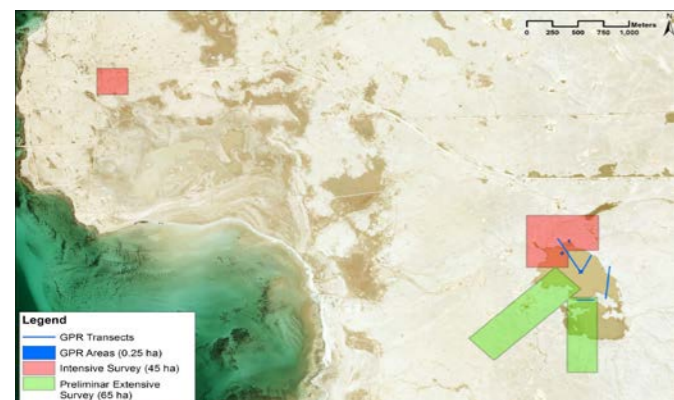 N
Meters
0 250 500 750 1,000
Legend
GPR Transects
GPR Areas (0.25 ha)
Intensive Survey (45 ha)
Preliminar Extensive
Survey (65 ha)